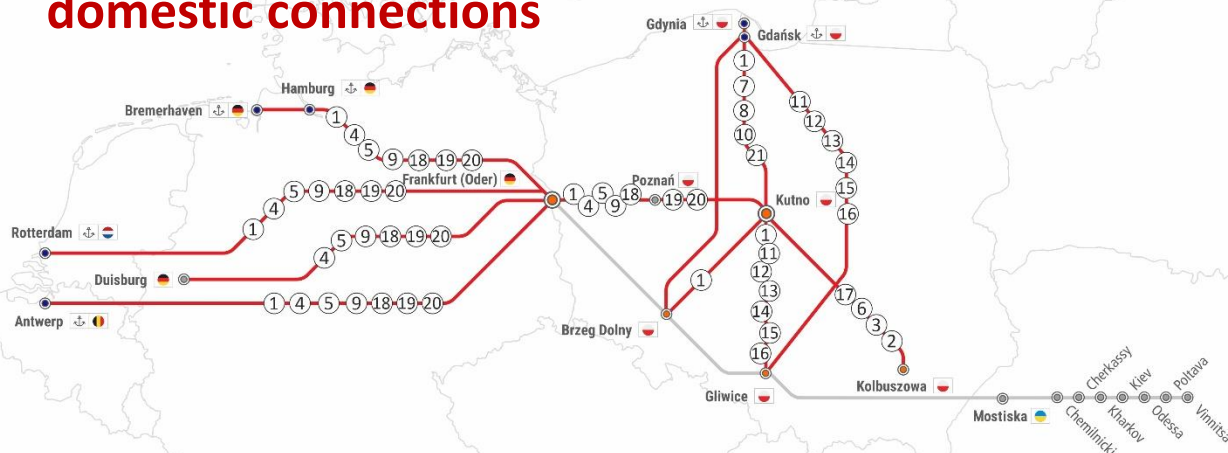 domestic connections
Gdynia
Gdańsk
Hamburg
Bremerhaven
1
4
5
9 18 19 20
1
7
8
10
21
11
12
13
14
15
16
Frankfurt (Oder)
5 9 18 19 20
4
1
Poznań
1 5 18
4 9
19 20
Kutno
Rotterdam
5 9 18 19 20
4
Duisburg
1
11
12
13
14
15
16
1
17
6
3
2
1 4 5 9 18 19 20
Antwerp
Brzeg Dolny
Gliwice
Kolbuszowa
Mostiska
Cherkassy
Kiev
Poltava
Chemilnicki
Kharkov
Odessa
Vinnitsa